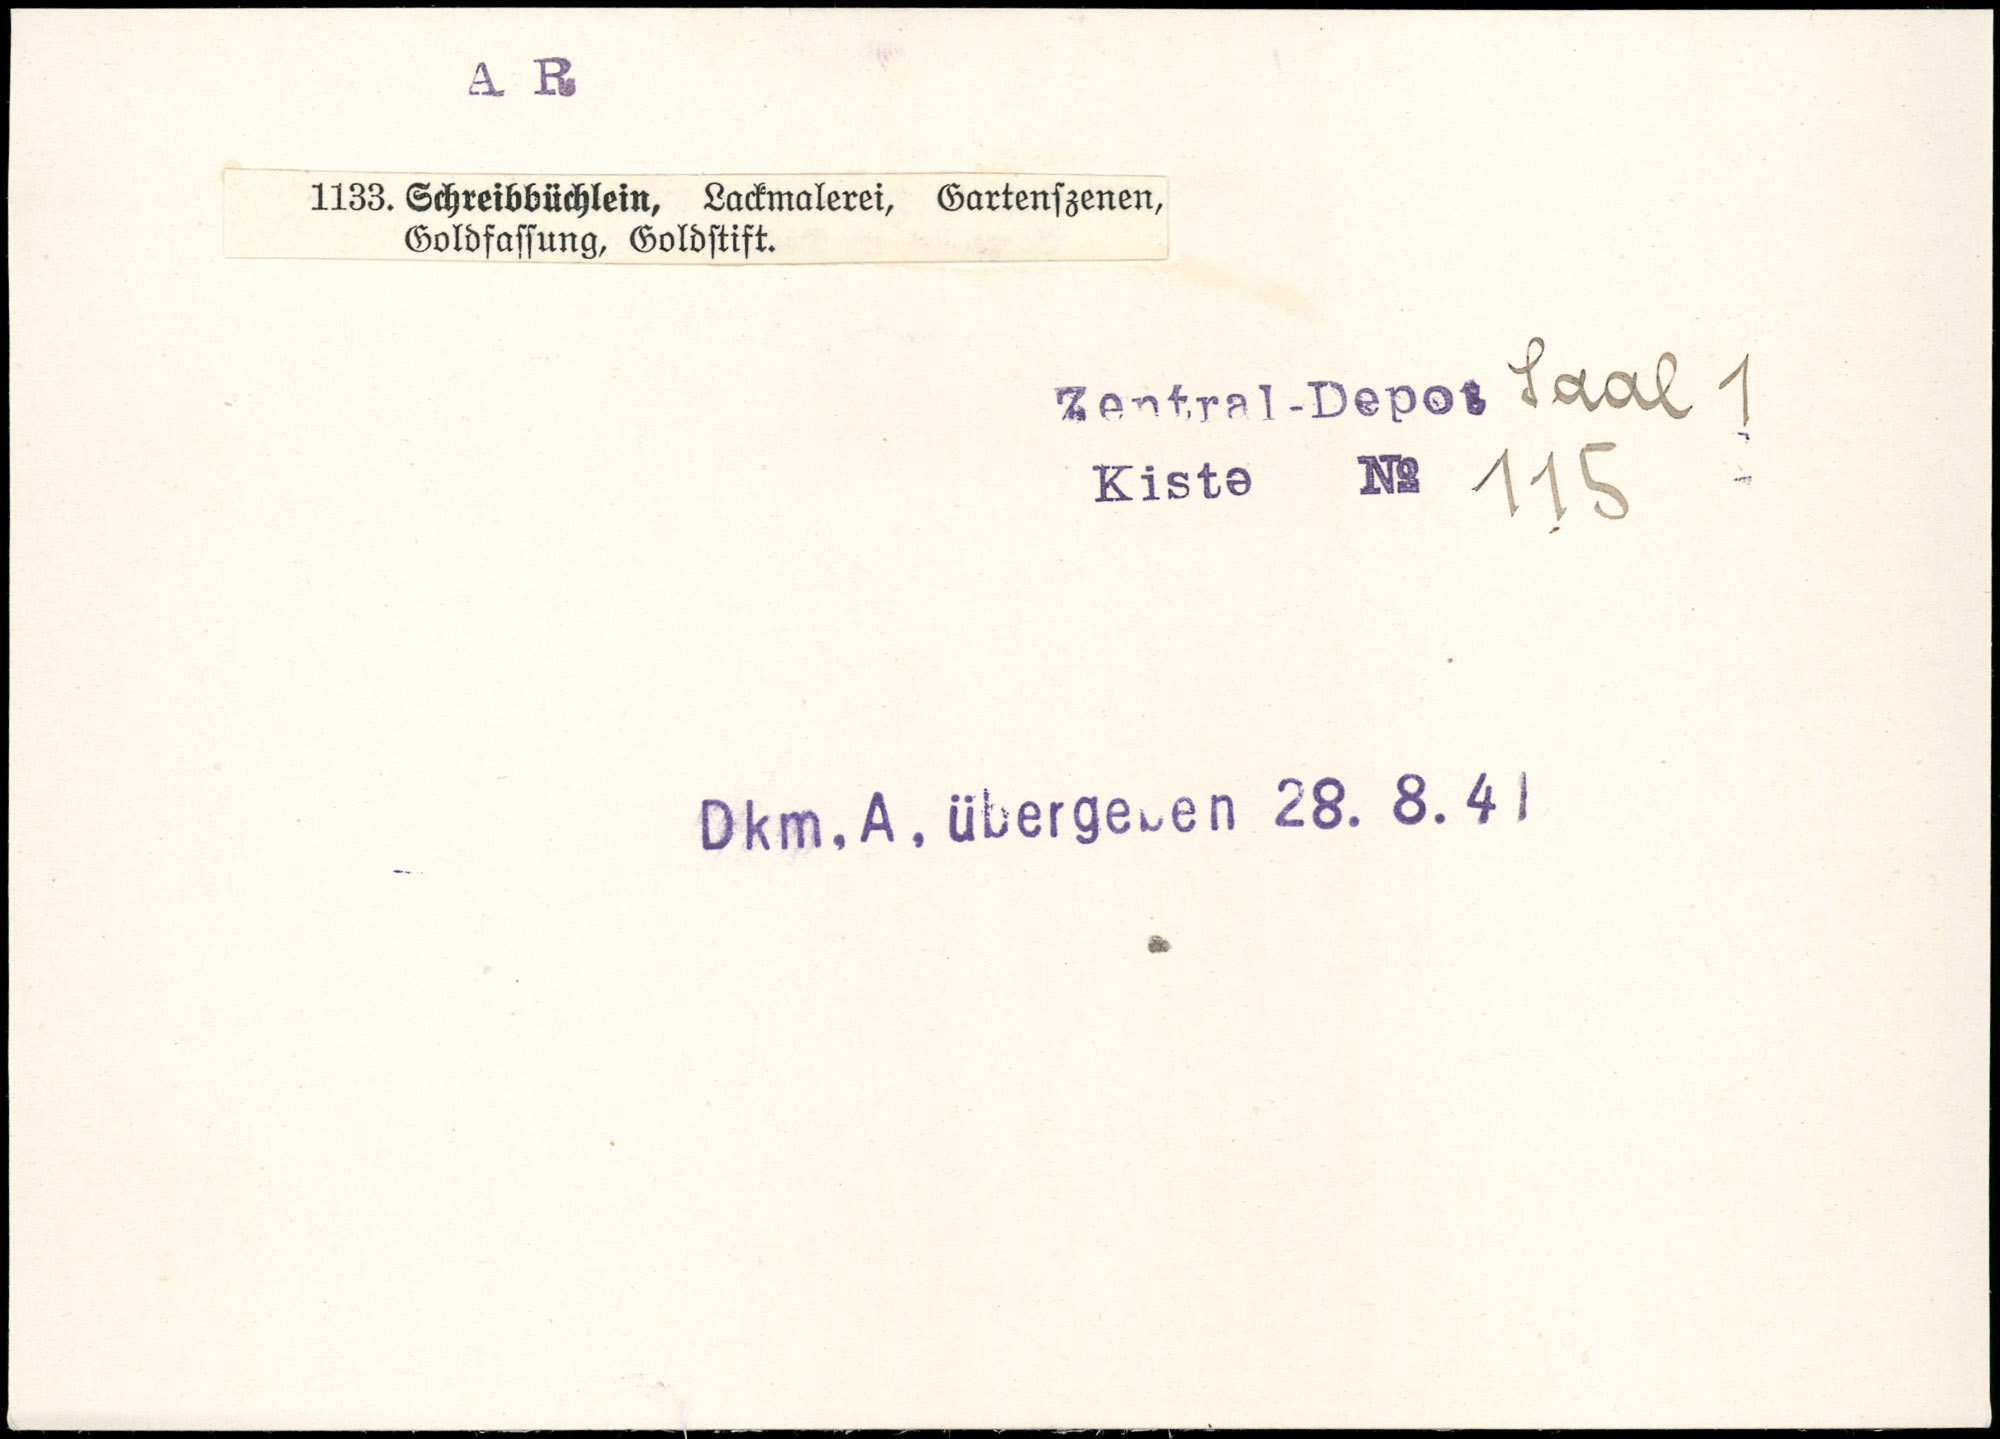 A R
1133. Schreibbüchlein, Lackmalerei, Gartenſzenen,
Goldfaſſung, Goldſtift.
Zentral-Depot Saal 1
Kiste № 115
Dkm. A. übergeben 28. 8. 41